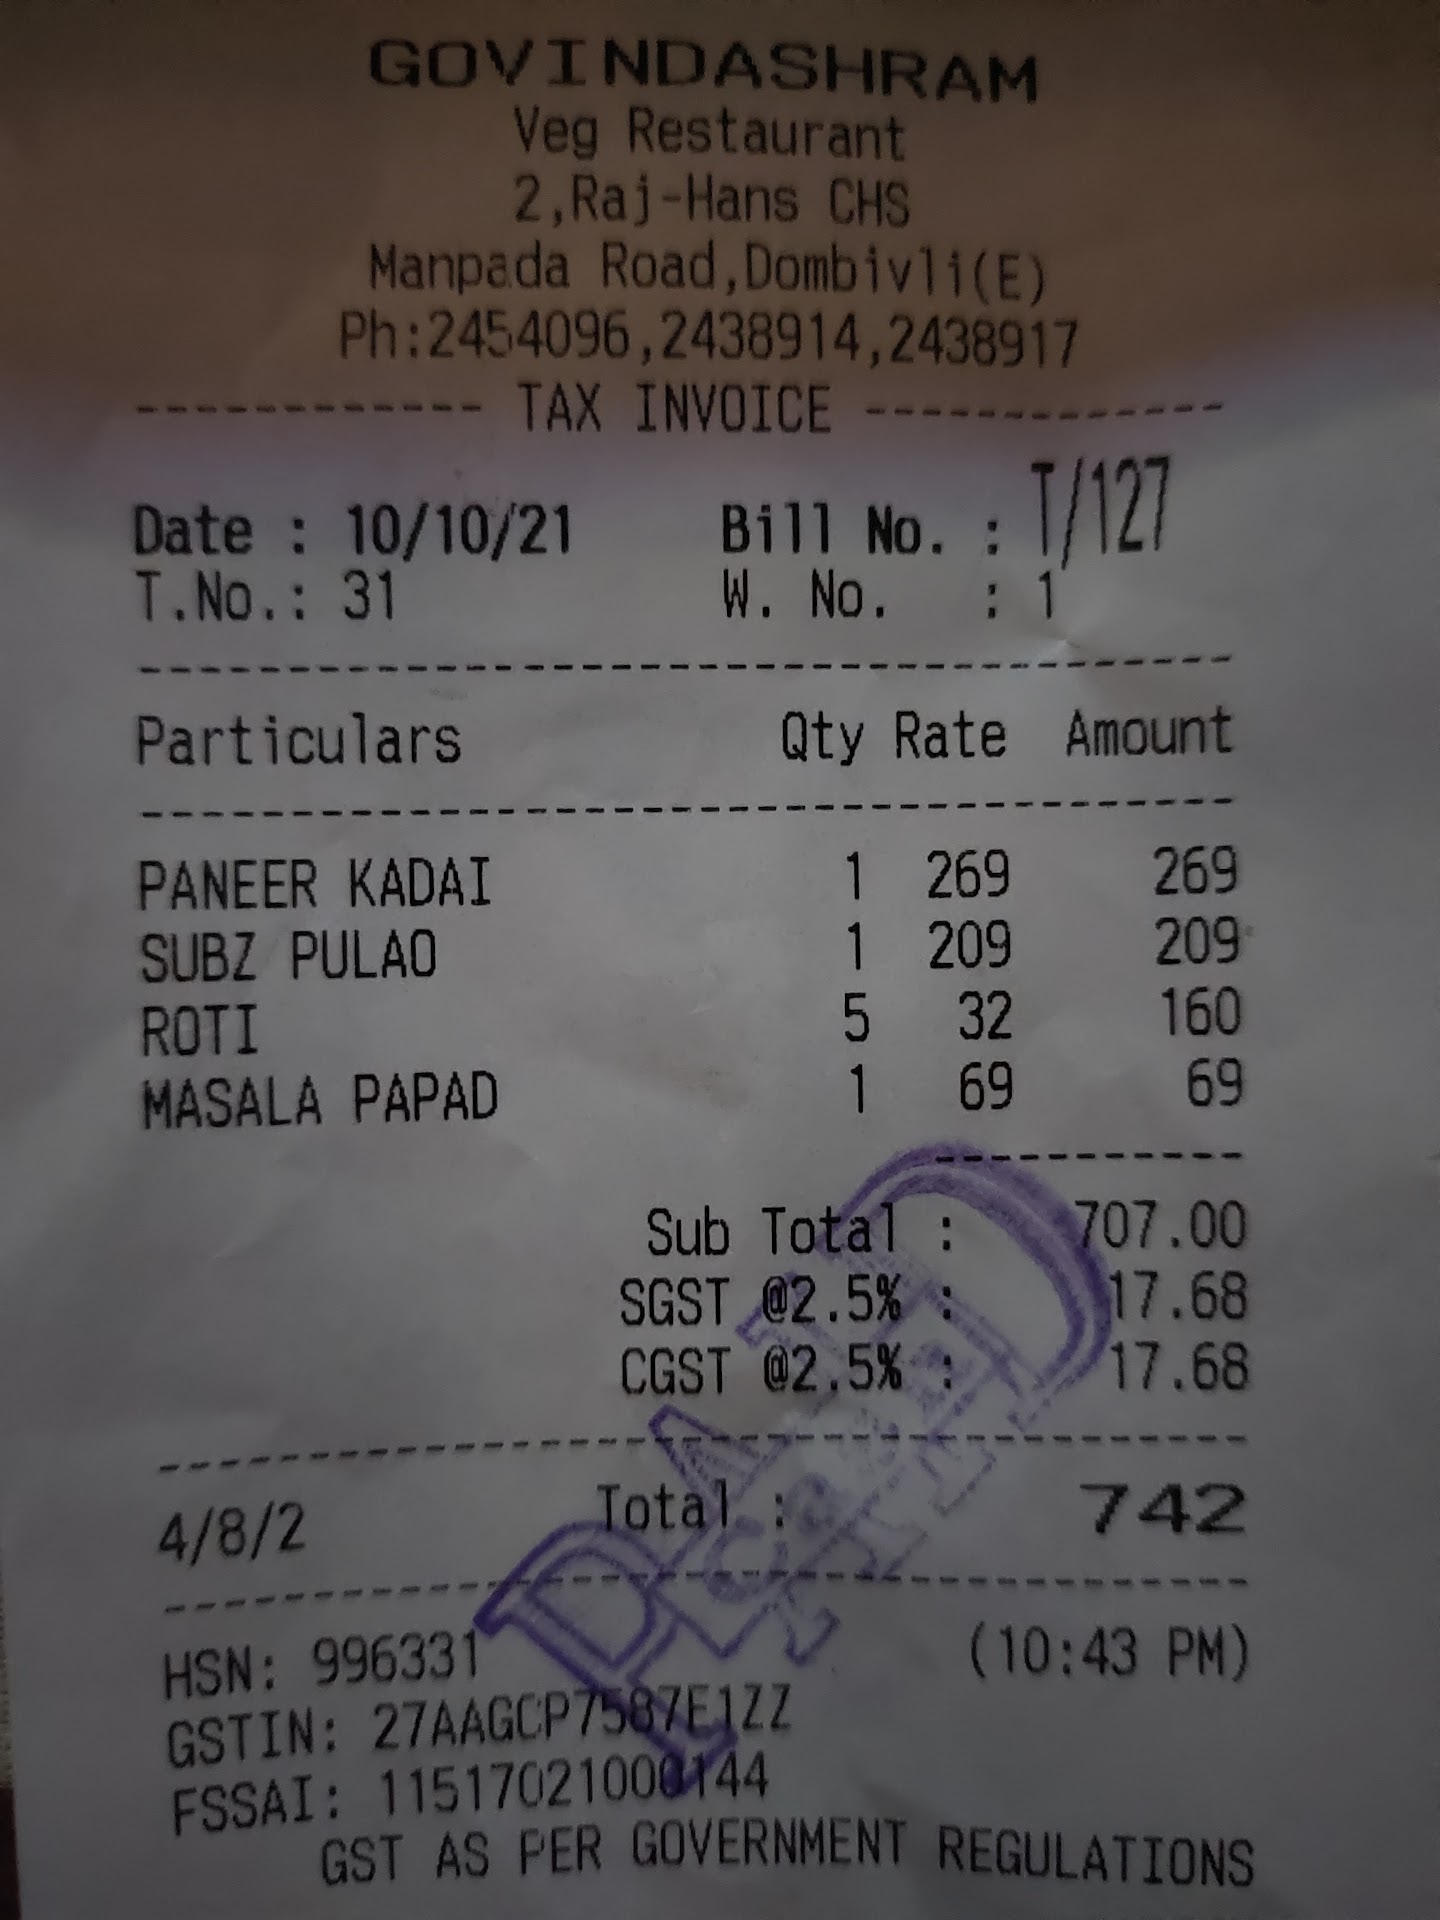 GOVINDASHRAM
Veg Restaurant
2,Raj-Hans CHS
Manpada Road,Dombivli(E)
Ph:2454096,2438914,2438917
------------ TAX INVOICE -------------
Date : 10/10/21 Bill No. : T/127
T.No.: 31 W. No. : 1
Particulars Qty Rate Amount
PANEER KADAI 1 269 269
SUBZ PULAO 1 209 209
ROTI 5 32 160
MASALA PAPAD 1 69 69
Sub Total : 707.00
SGST @2.5% : 17.68
CGST @2.5% : 17.68
4/8/2 Total : 742
PAID
HSN: 996331 (10:43 PM)
GSTIN: 27AAGCP7587E1ZZ
FSSAI: 11517021000144
GST AS PER GOVERNMENT REGULATIONS